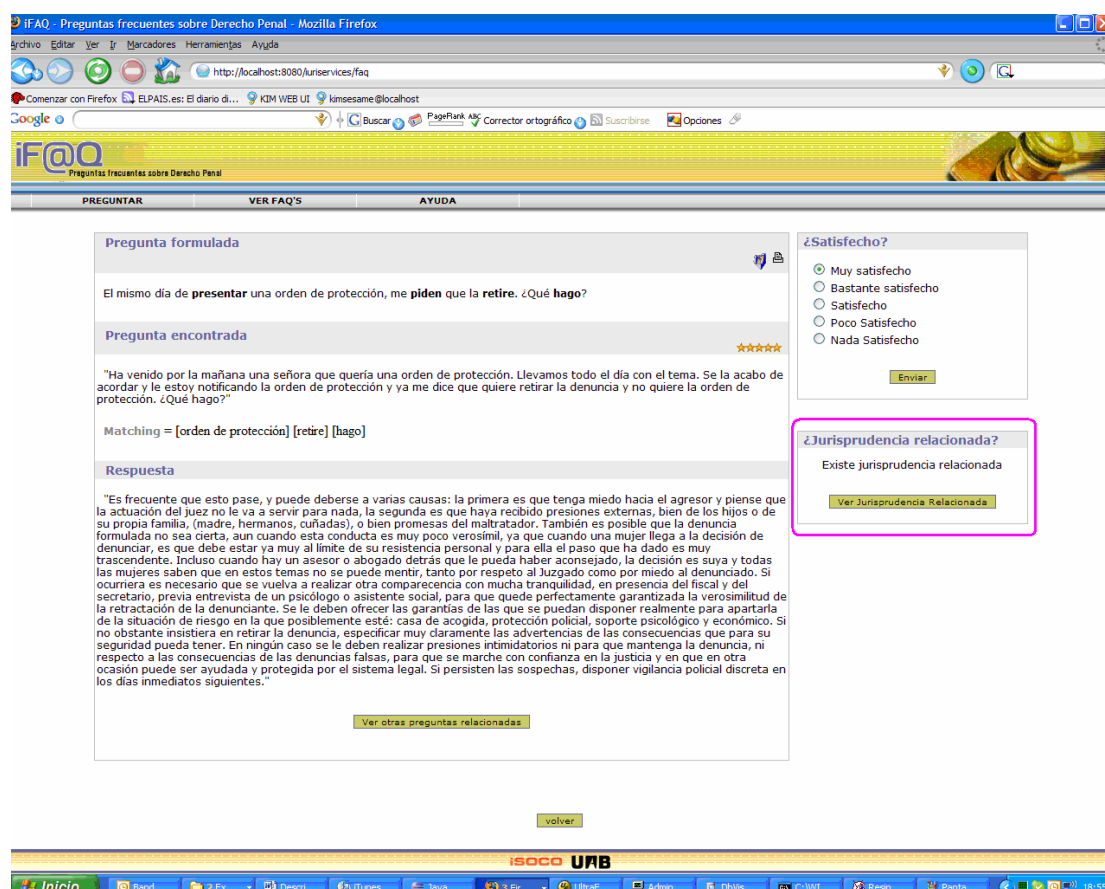 iFAQ - Preguntas frecuentes sobre Derecho Penal - Mozilla Firefox
Archivo Editar Ver Ir Marcadores Herramientas Ayuda
http://localhost:8080/iuriservices/faq
Comenzar con Firefox ELPAIS.es: El diario di... KIM WEB UI kimsesame@localhost
Google Buscar PageRank ABC Corrector ortográfico Suscribirse Opciones
iF@Q
Preguntas frecuentes sobre Derecho Penal
PREGUNTAR VER FAQ'S AYUDA
Pregunta formulada
El mismo día de presentar una orden de protección, me piden que la retire. ¿Qué hago?
Pregunta encontrada
"Ha venido por la mañana una señora que quería una orden de protección. Llevamos todo el día con el tema. Se la acabo de
acordar y le estoy notificando la orden de protección y ya me dice que quiere retirar la denuncia y no quiere la orden de
protección. ¿Qué hago?"
Matching = [orden de protección] [retire] [hago]
Respuesta
"Es frecuente que esto pase, y puede deberse a varias causas: la primera es que tenga miedo hacia el agresor y piense que
la actuación del juez no le va a servir para nada, la segunda es que haya recibido presiones externas, bien de los hijos o de
su propia familia, (madre, hermanos, cuñadas), o bien promesas del maltratador. También es posible que la denuncia
formulada no sea cierta, aun cuando esta conducta es muy poco verosímil, ya que cuando una mujer llega a la decisión de
denunciar, es que debe estar ya muy al límite de su resistencia personal y para ella el paso que ha dado es muy
trascendente. Incluso cuando hay un asesor o abogado detrás que le pueda haber aconsejado, la decisión es suya y todas
las mujeres saben que en estos temas no se puede mentir, tanto por respeto al Juzgado como por miedo al denunciado. Si
ocurriera es necesario que se vuelva a realizar otra comparecencia con mucha tranquilidad, en presencia del fiscal y del
secretario, previa entrevista de un psicólogo o asistente social, para que quede perfectamente garantizada la verosimilitud de
la retractación de la denunciante. Se le deben ofrecer las garantías de las que se puedan disponer realmente para apartarla
de la situación de riesgo en la que posiblemente esté: casa de acogida, protección policial, soporte psicológico y económico. Si
no obstante insistiera en retirar la denuncia, especificar muy claramente las advertencias de las consecuencias que para su
seguridad pueda tener. En ningún caso se le deben realizar presiones intimidatorios ni para que mantenga la denuncia, ni
respecto a las consecuencias de las denuncias falsas, para que se marche con confianza en la justicia y en que en otra
ocasión puede ser ayudada y protegida por el sistema legal. Si persisten las sospechas, disponer vigilancia policial discreta en
los días inmediatos siguientes."
Ver otras preguntas relacionadas
¿Satisfecho?
Muy satisfecho
Bastante satisfecho
Satisfecho
Poco Satisfecho
Nada Satisfecho
Enviar
¿Jurisprudencia relacionada?
Existe jurisprudencia relacionada
Ver Jurisprudencia Relacionada
volver
isoco UAB
Inicio Band 2 Ex Descri iTunes Java 3 Fir UltraE Admin DbVis C:\WI Resin Panta